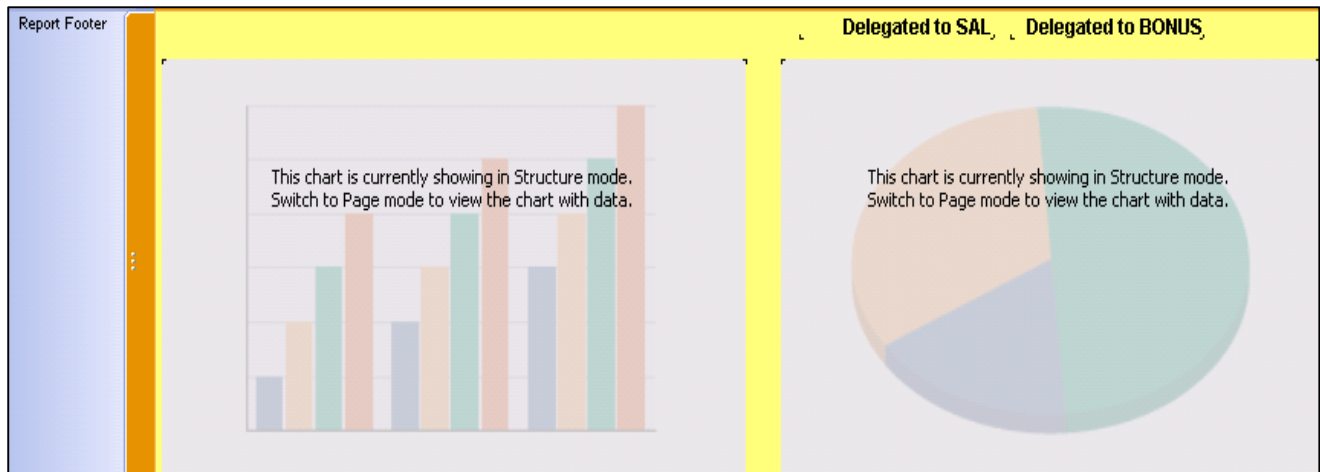 Report Footer
Delegated to SAL, Delegated to BONUS,
This chart is currently showing in Structure mode.
Switch to Page mode to view the chart with data.
This chart is currently showing in Structure mode.
Switch to Page mode to view the chart with data.